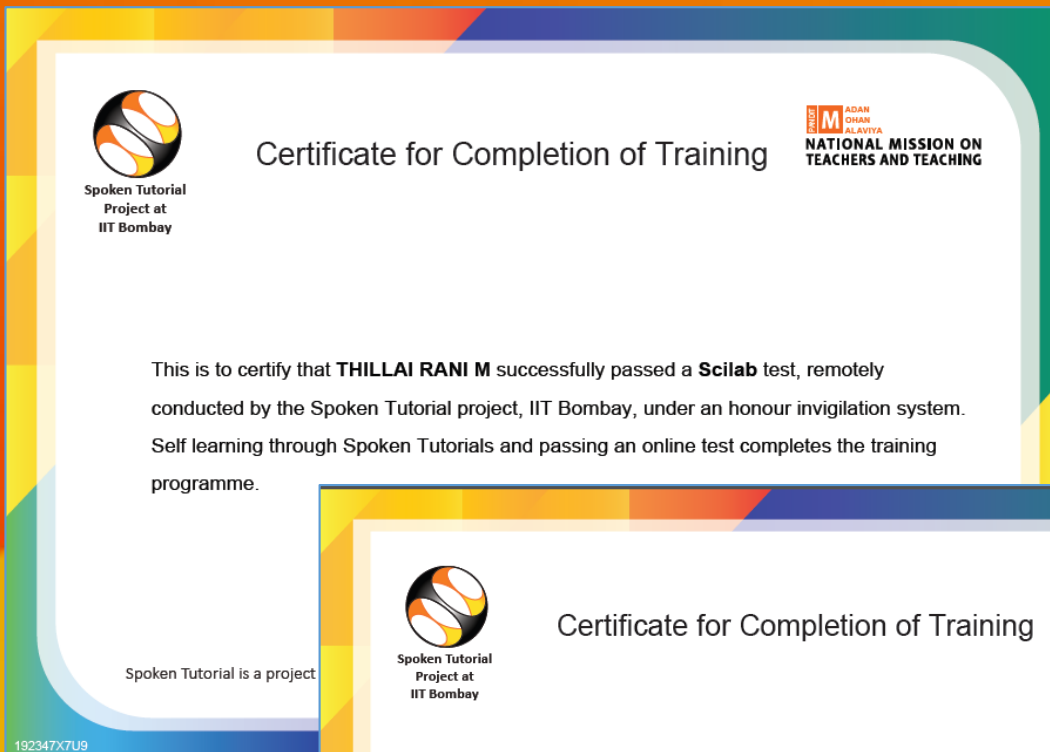 Spoken Tutorial
Project at
IIT Bombay
Certificate for Completion of Training
PANDIT
MADAN
MOHAN
MALAVIYA
NATIONAL MISSION ON
TEACHERS AND TEACHING
This is to certify that THILLAI RANI M successfully passed a Scilab test, remotely
conducted by the Spoken Tutorial project, IIT Bombay, under an honour invigilation system.
Self learning through Spoken Tutorials and passing an online test completes the training
programme.
Spoken Tutorial is a project
192347X7U9
Spoken Tutorial
Project at
IIT Bombay
Certificate for Completion of Training